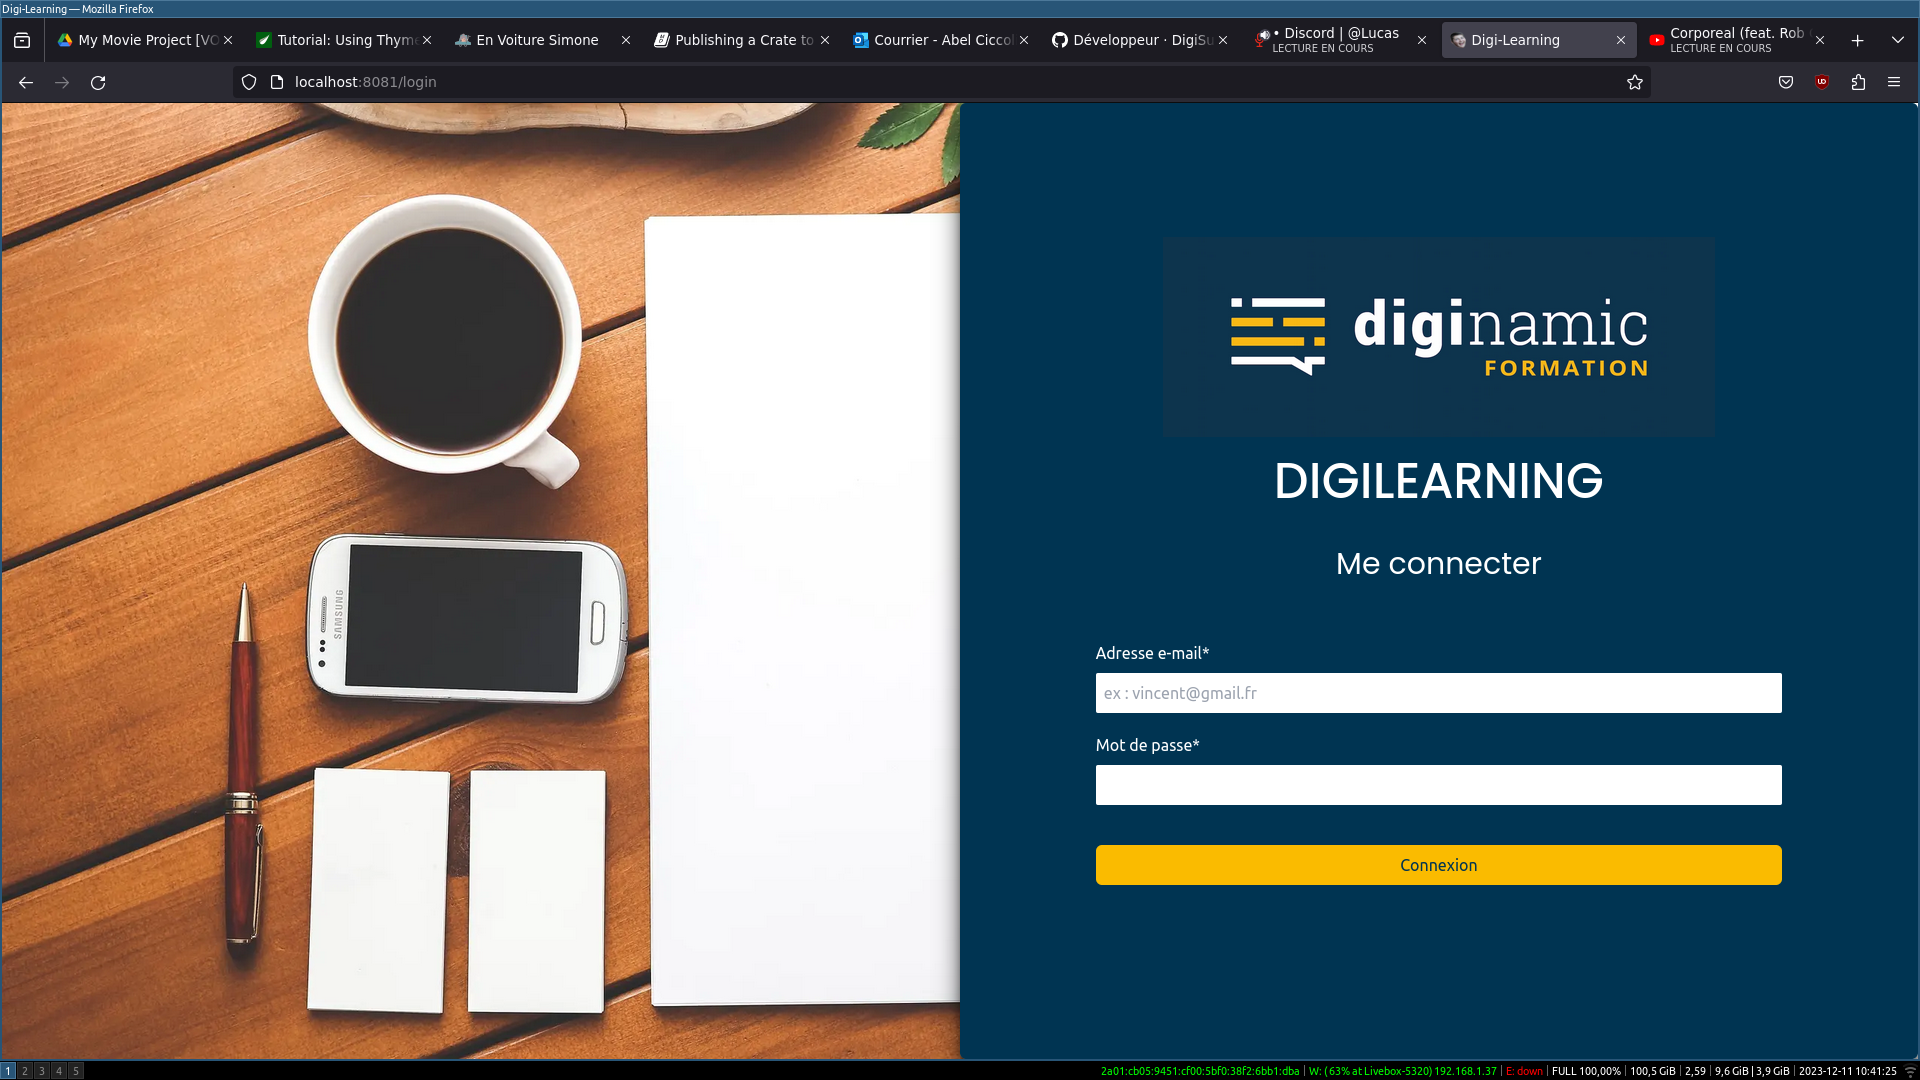 Digi-Learning — Mozilla Firefox
My Movie Project [VO
Tutorial: Using Thyme
En Voiture Simone
Publishing a Crate to
Courrier - Abel Ciccol
Développeur · DigiSu
• Discord | @Lucas
LECTURE EN COURS
Digi-Learning
Corporeal (feat. Rob
LECTURE EN COURS
localhost:8081/login
SAMSUNG
diginamic
FORMATION
DIGILEARNING
Me connecter
Adresse e-mail*
ex : vincent@gmail.fr
Mot de passe*
Connexion
1 2 3 4 5
2a01:cb05:9451:cf00:5bf0:38f2:6bb1:dba | W: ( 63% at Livebox-5320) 192.168.1.37 | E: down | FULL 100,00% | 100,5 GiB | 2,59 | 9,6 GiB | 3,9 GiB | 2023-12-11 10:41:25